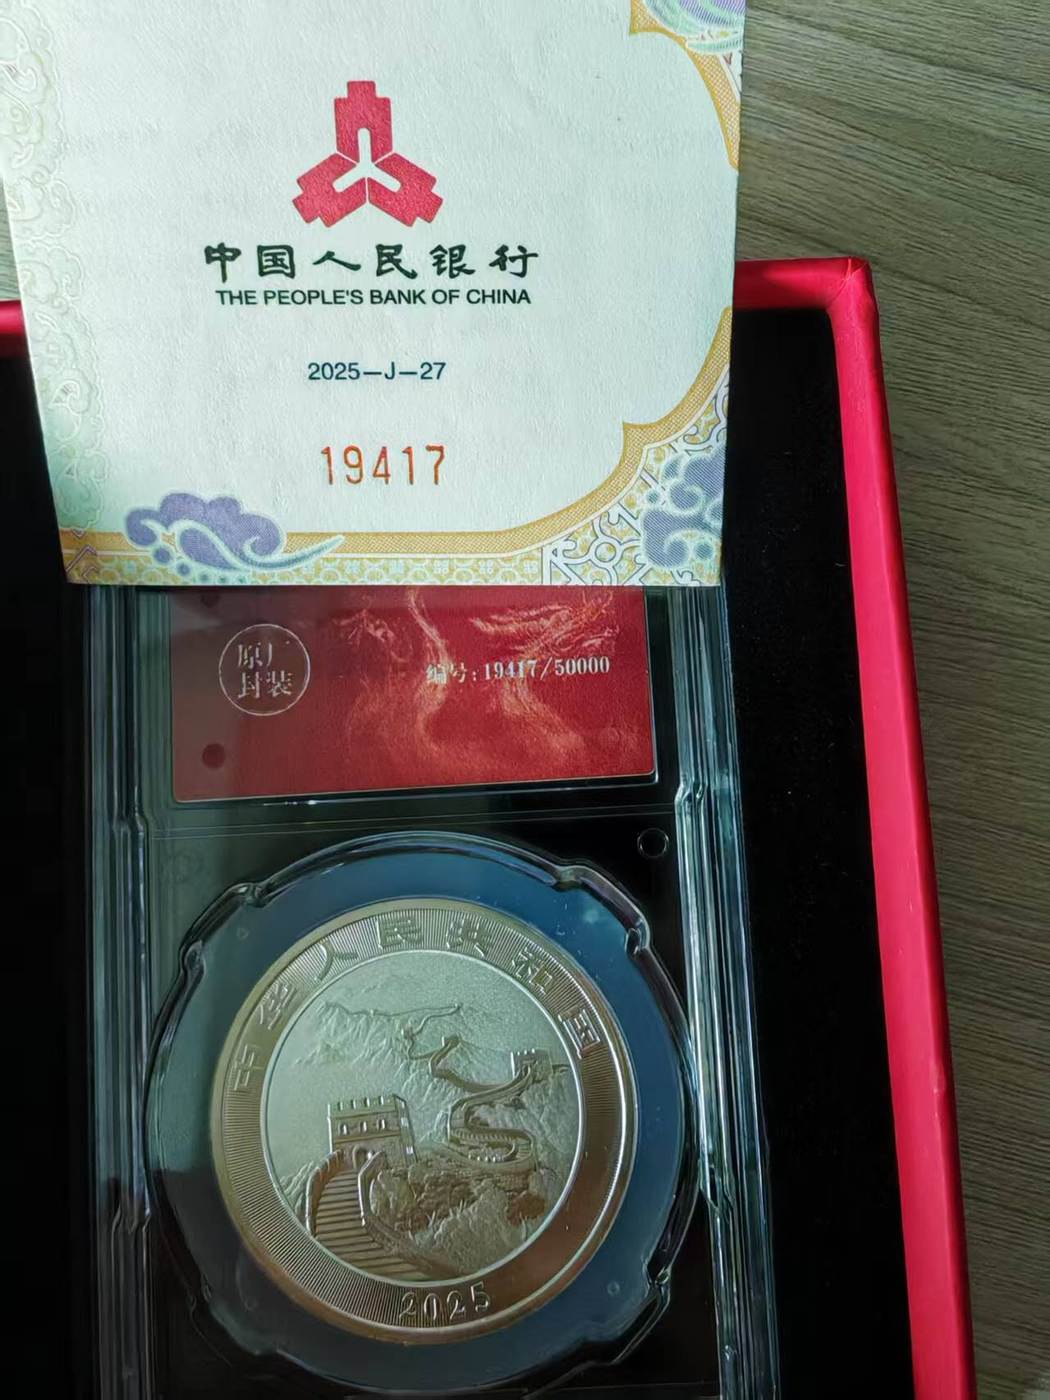 中国人民银行
THE PEOPLE'S BANK OF CHINA
2025—J—27
19417
原厂
封装
编号:19417/50000
中华人民共和国
2025